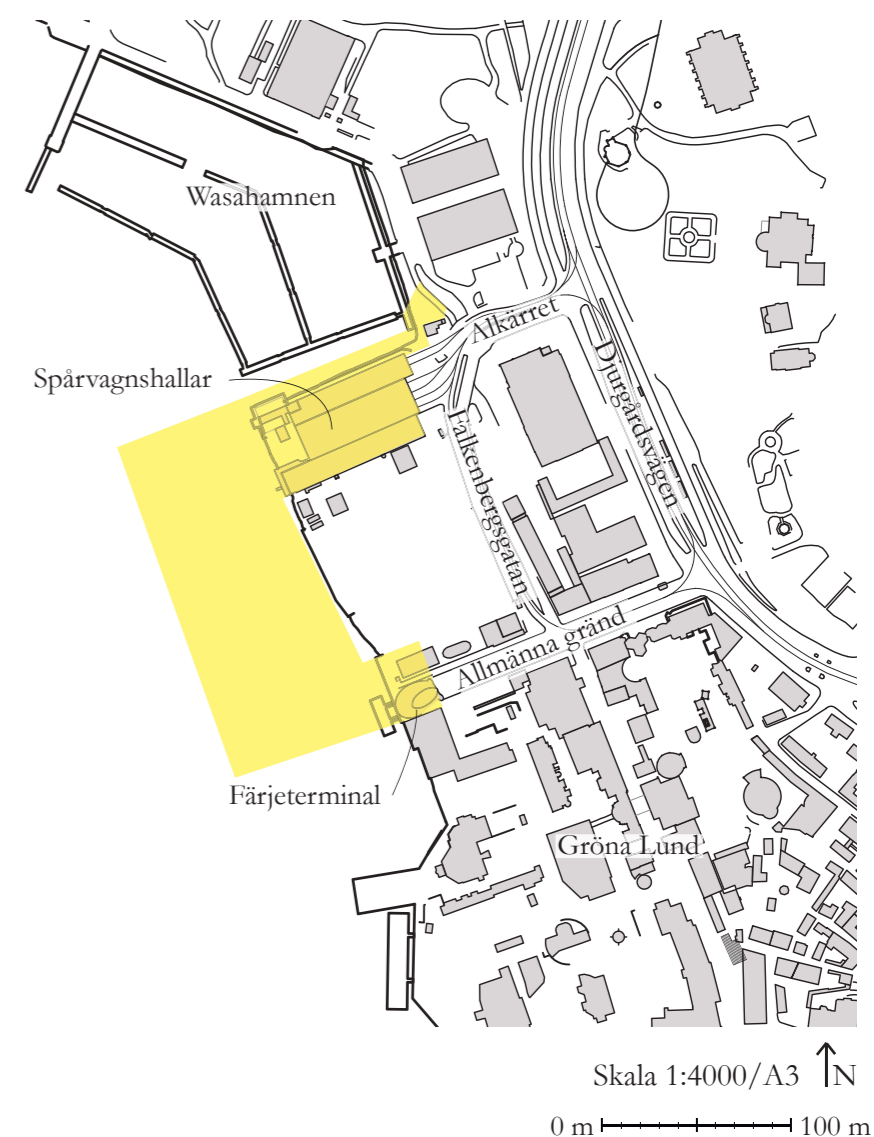 Wasahamnen
Alkärret
Spårvagnshallar
Djurgårdsvägen
Falkenbergsgatan
Allmänna gränd
Färjeterminal
Gröna Lund
Skala 1:4000/A3 N
0 m 100 m